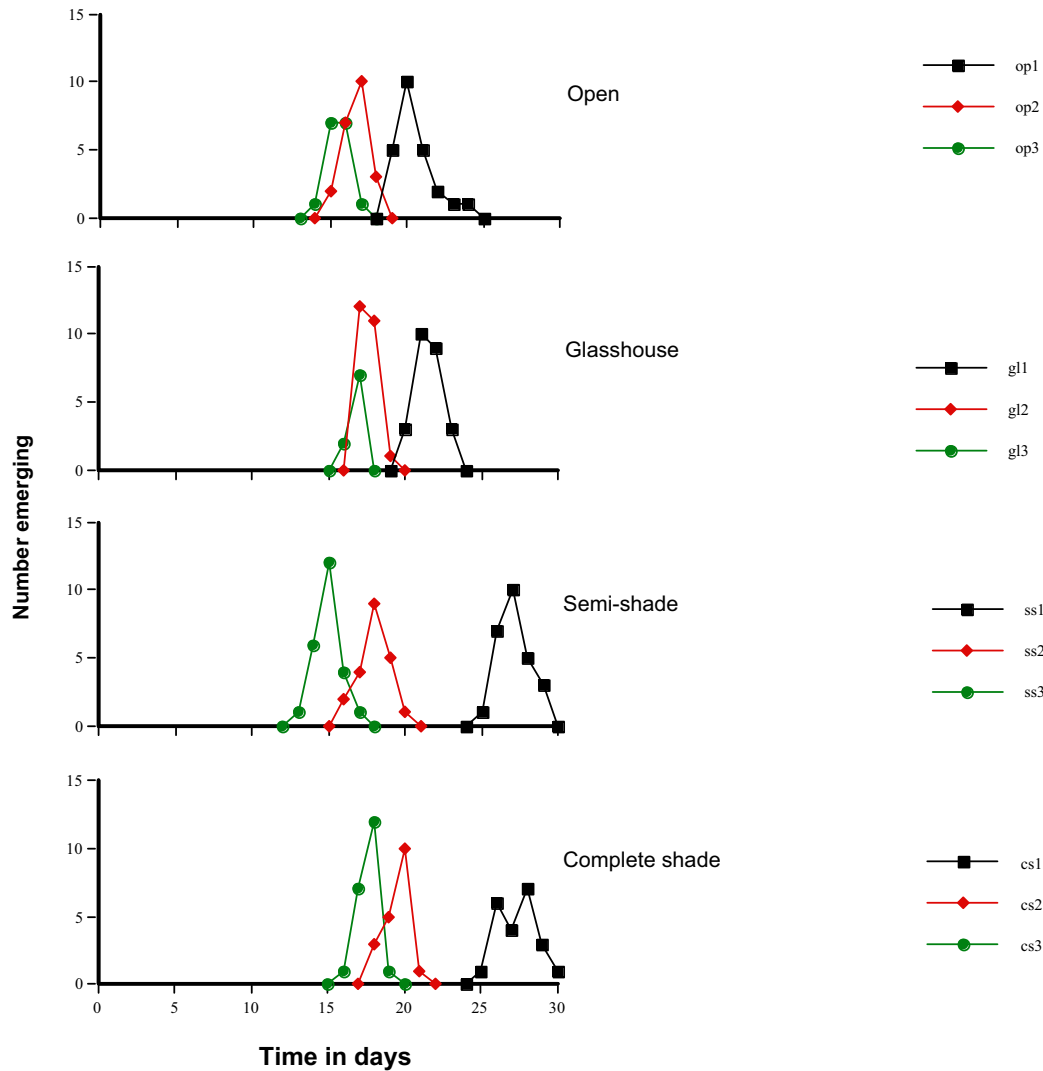 15
10
5
0
Open
op1
op2
op3
15
10
5
0
Glasshouse
gl1
gl2
gl3
Number emerging
15
10
5
0
Semi-shade
ss1
ss2
ss3
15
10
5
0
Complete shade
cs1
cs2
cs3
0 5 10 15 20 25 30
Time in days